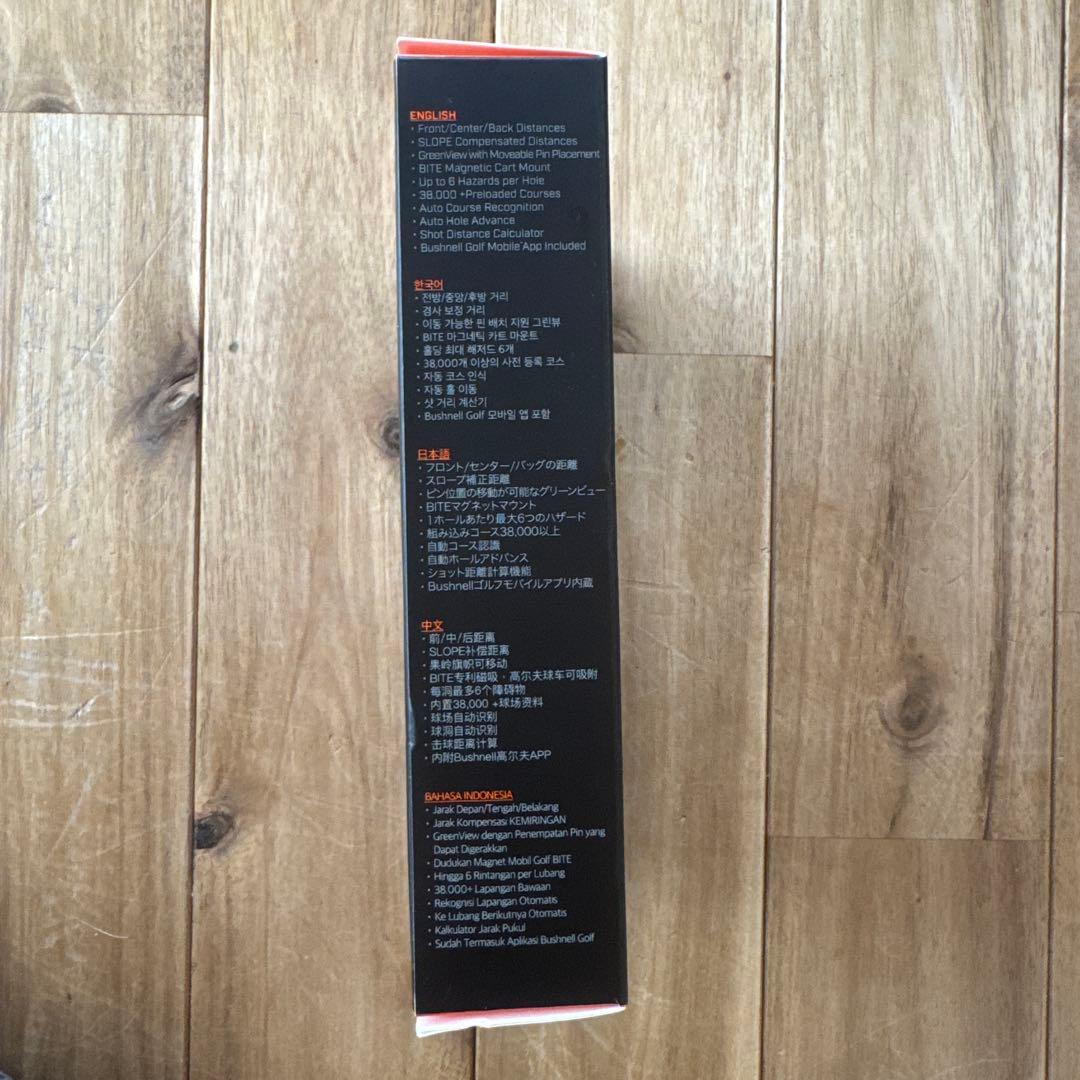 ENGLISH
• Front/Center/Back Distances
• SLOPE Compensated Distances
• GreenView with Moveable Pin Placement
• BITE Magnetic Cart Mount
• Up to 6 Hazards per Hole
• 38,000 +Preloaded Courses
• Auto Course Recognition
• Auto Hole Advance
• Shot Distance Calculator
• Bushnell Golf Mobile App Included
한국어
• 전방/중앙/후방 거리
• 경사 보정 거리
• 이동 가능한 핀 배치 지원 그린뷰
• BITE 마그네틱 카트 마운트
• 홀당 최대 해저드 6개
• 38,000개 이상의 사전 등록 코스
• 자동 코스 인식
• 자동 홀 이동
• 샷 거리 계산기
• Bushnell Golf 모바일 앱 포함
日本語
・フロント/センター/バッグの距離
・スロープ補正距離
・ピン位置の移動が可能なグリーンビュー
・BITEマグネットマウント
・1ホールあたり最大6つのハザード
・組み込みコース38,000以上
・自動コース認識
・自動ホールアドバンス
・ショット距離計算機能
・Bushnellゴルフモバイルアプリ内蔵
中文
• 前/中/后距离
• SLOPE补偿距离
• 果岭旗帜可移动
• BITE专利磁吸，高尔夫球车可吸附
• 每洞最多6个障碍物
• 内置38,000 +球场资料
• 球场自动识别
• 球洞自动识别
• 击球距离计算
• 内附Bushnell高尔夫APP
BAHASA INDONESIA
• Jarak Depan/Tengah/Belakang
• Jarak Kompensasi KEMIRINGAN
• GreenView dengan Penempatan Pin yang
Dapat Digerakkan
• Dudukan Magnet Mobil Golf BITE
• Hingga 6 Rintangan per Lubang
• 38.000+ Lapangan Bawaan
• Rekognisi Lapangan Otomatis
• Ke Lubang Berikutnya Otomatis
• Kalkulator Jarak Pukul
• Sudah Termasuk Aplikasi Bushnell Golf